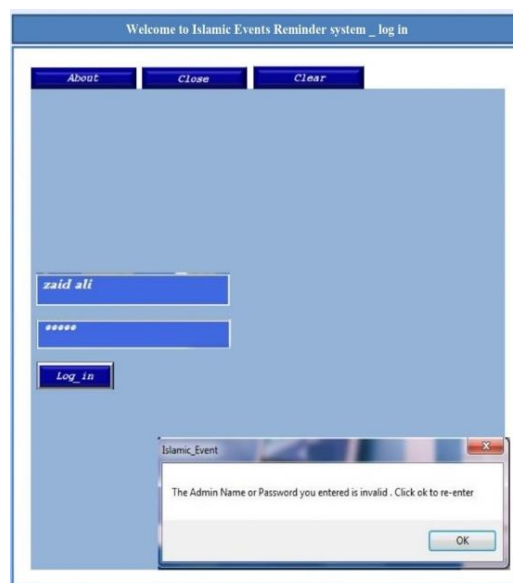 Welcome to Islamic Events Reminder system _ log in
About Close Clear
zaid ali
*****
Log_in
Islamic_Event
The Admin Name or Password you entered is invalid . Click ok to re-enter
OK